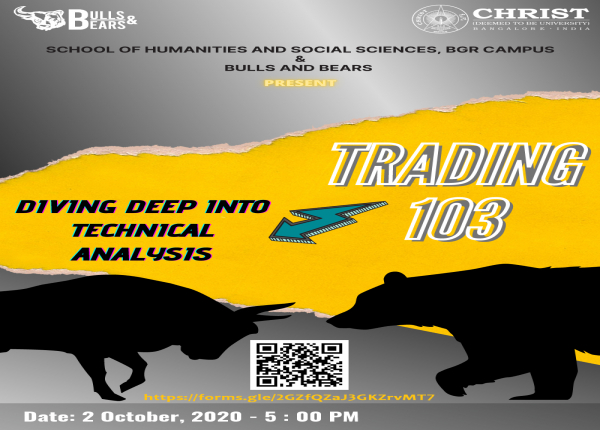 BULLS &
BEARS
CHRIST
(DEEMED TO BE UNIVERSITY)
BANGALORE · INDIA
SCHOOL OF HUMANITIES AND SOCIAL SCIENCES, BGR CAMPUS
&
BULLS AND BEARS
PRESENT
TRADING
103
DIVING DEEP INTO
TECHNICAL
ANALYSIS
https://forms.gle/2GZfQZaJ3GKZrvMT7
Date: 2 October, 2020 - 5 : 00 PM